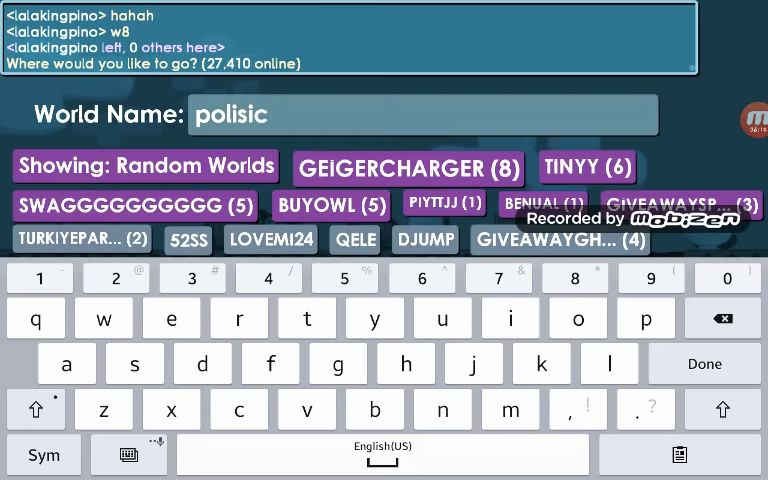 <lalakingpino> hahah
<lalakingpino> w8
<lalakingpino left, 0 others here>
Where would you like to go? (27,410 online)
World Name: polisic
Showing: Random Worlds GEiGERCHARGER (8) TINYY (6)
SWAGGGGGGGGGG (5) BUYOWL (5) PIYTTJJ (1) BENUAL (1) GiVEAWAYSP... (3)
Recorded by MOBIZEN
TURKIYEPAR... (2) 52SS LOVEMI24 QELE DJUMP GIVEAWAYGH... (4)
1 - 2 @ 3 # 4 / 5 % 6 ^ 7 & 8 * 9 ( 0 )
q w e r t y u i o p
a s d f g h j k l Done
z x c v b n m , ! . ?
Sym English(US)